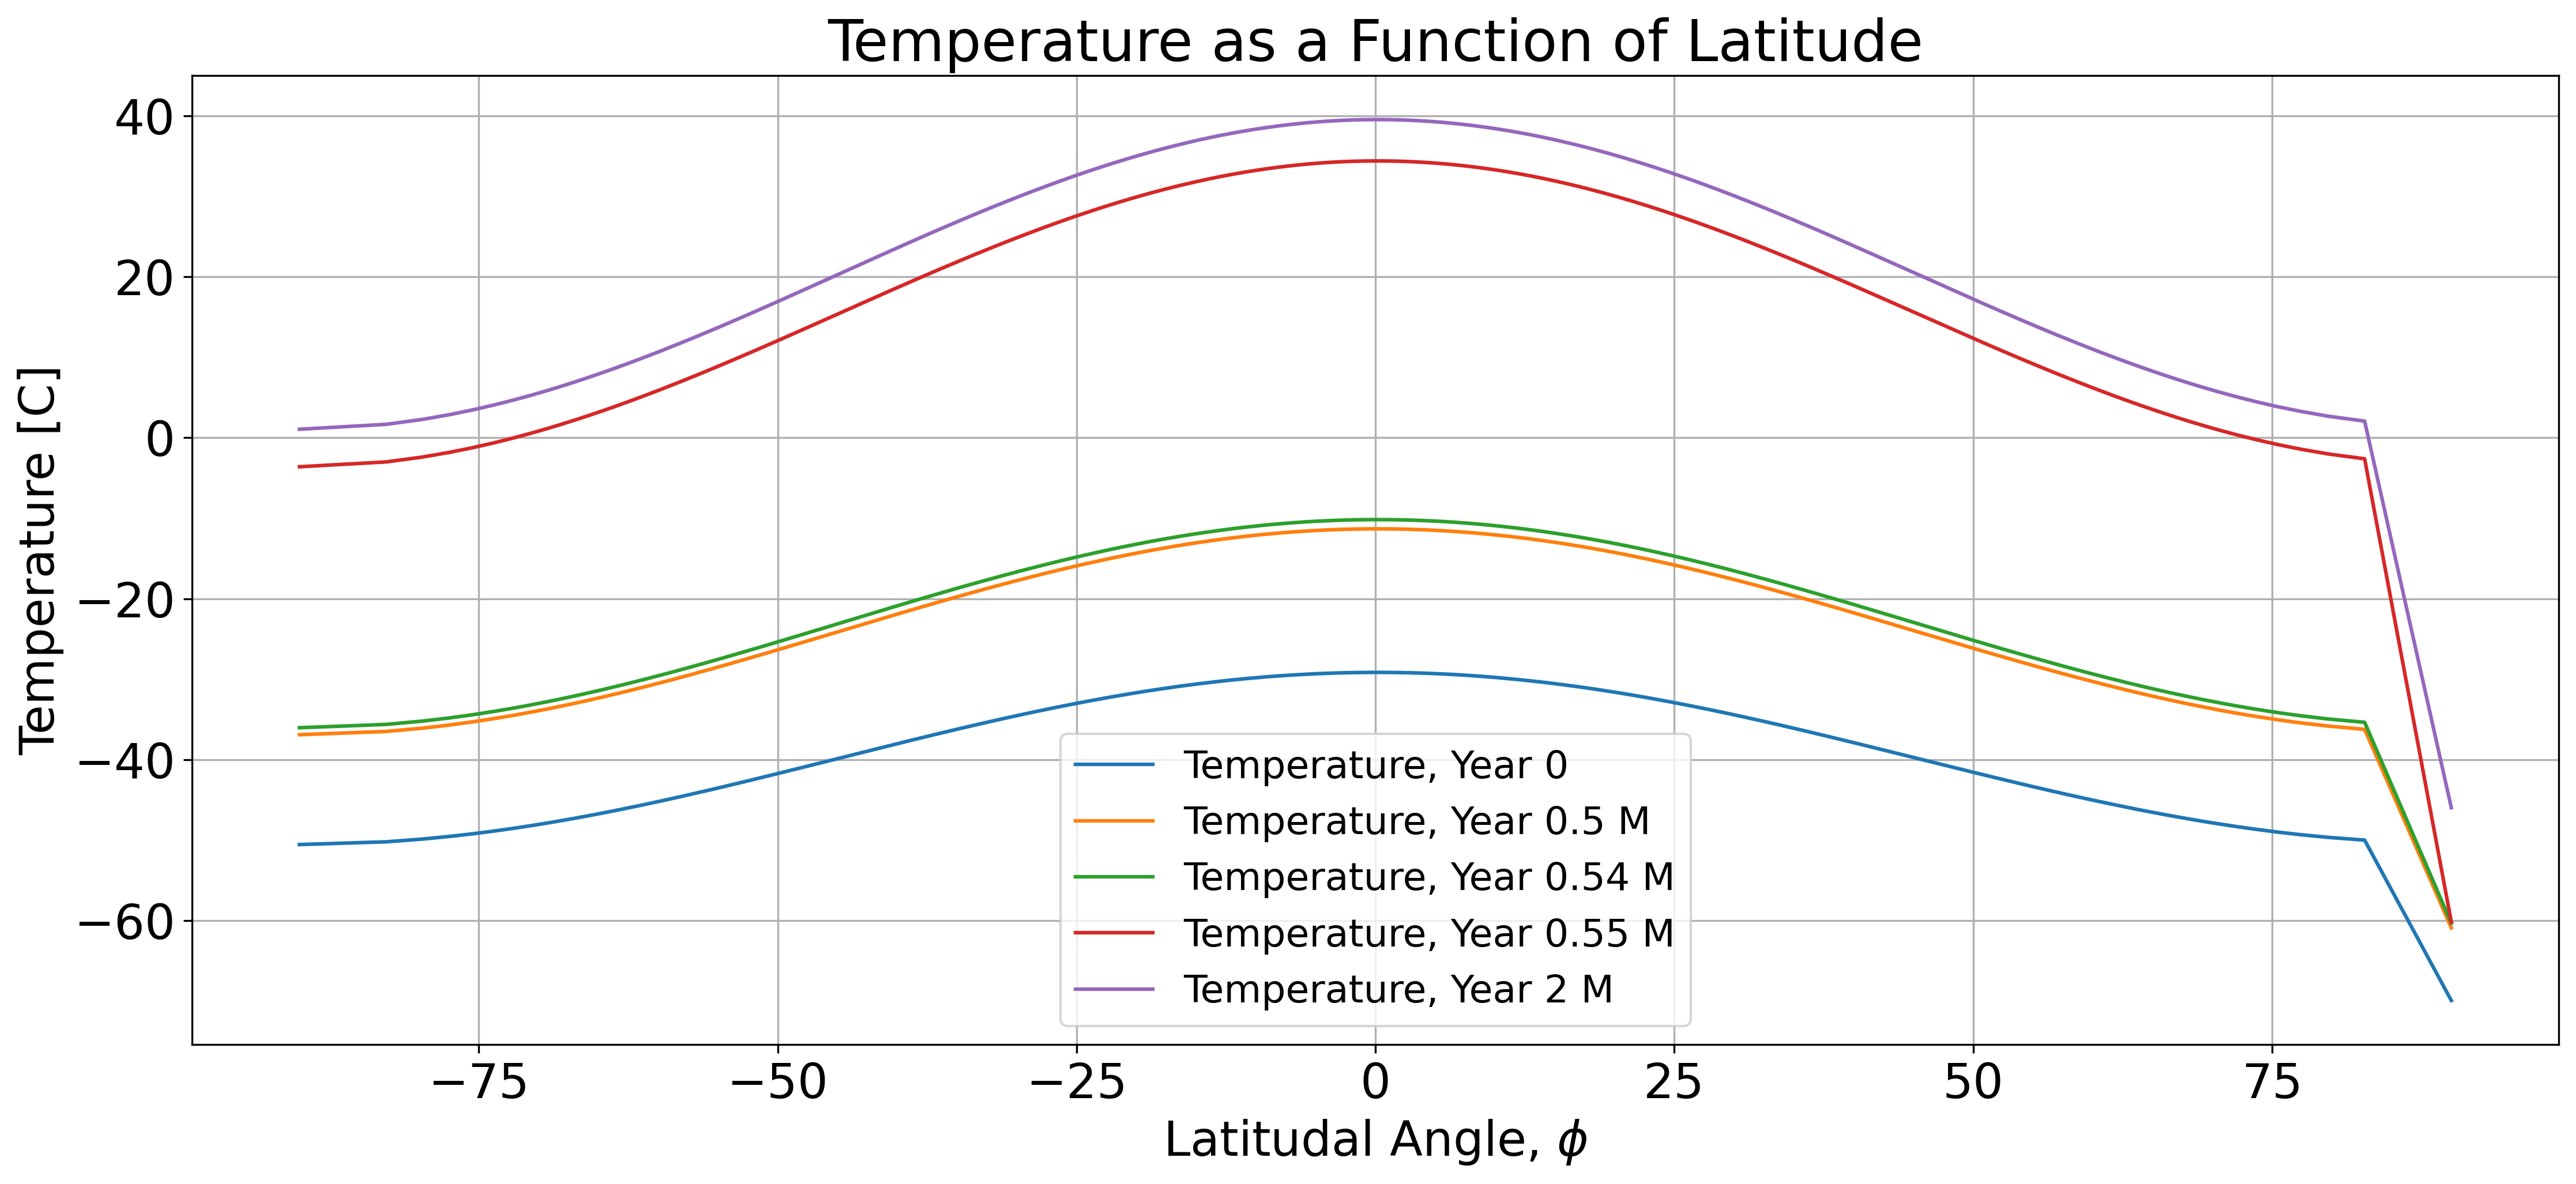 Temperature as a Function of Latitude
40
20
0
−20
−40
−60
Temperature [C]
Temperature, Year 0
Temperature, Year 0.5 M
Temperature, Year 0.54 M
Temperature, Year 0.55 M
Temperature, Year 2 M
−75 −50 −25 0 25 50 75
Latitudal Angle, ϕ